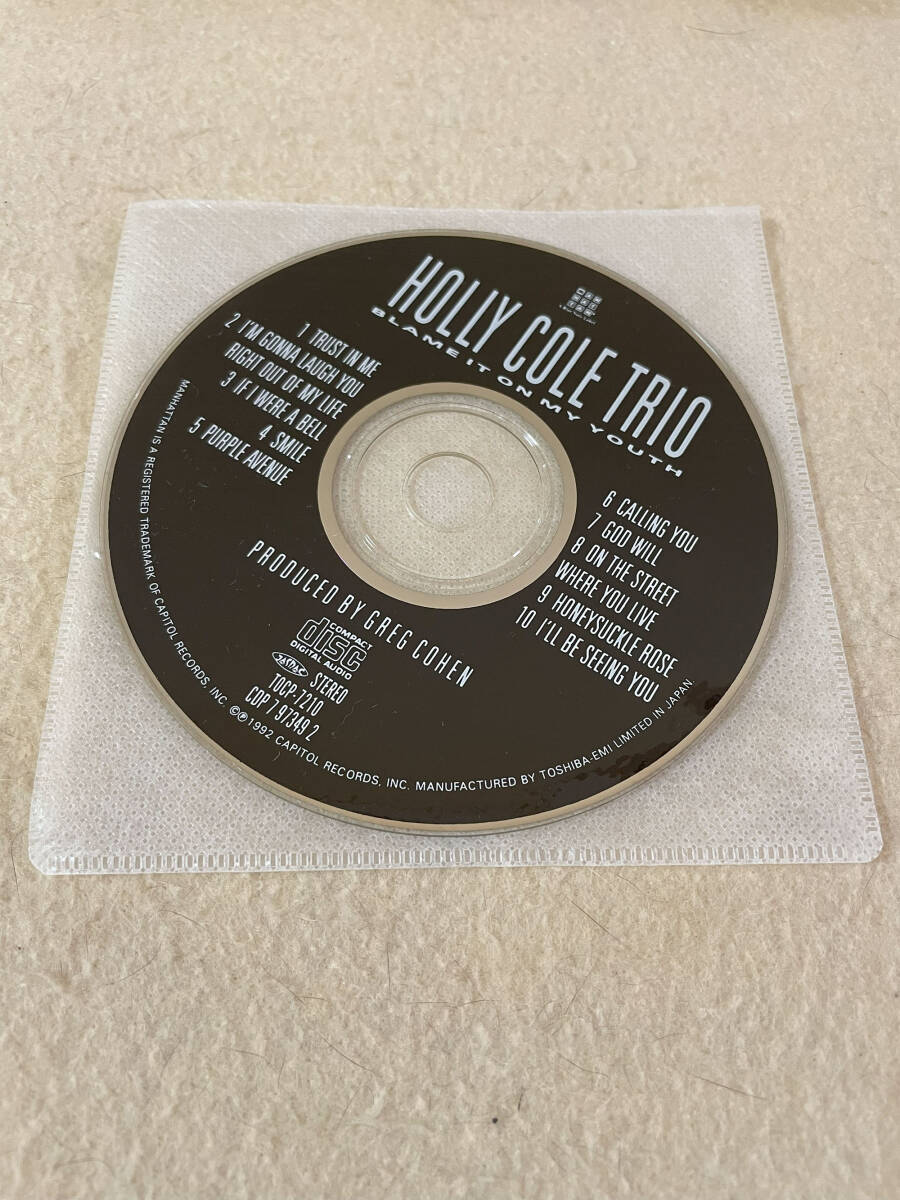 MAN
HAT
TAN
HOLLY COLE TRIO
BLAME IT ON MY YOUTH
1 TRUST IN ME
2 I'M GONNA LAUGH YOU
RIGHT OUT OF MY LIFE
3 IF I WERE A BELL
4 SMILE
5 PURPLE AVENUE
6 CALLING YOU
7 GOD WILL
8 ON THE STREET
WHERE YOU LIVE
9 HONEYSUCKLE ROSE
10 I'LL BE SEEING YOU
PRODUCED BY GREG COHEN
COMPACT
disc
DIGITAL AUDIO
JASRAC
STEREO
TOCP-7210
CDP 7 97349 2
MANHATTAN IS A REGISTERED TRADEMARK OF CAPITOL RECORDS, INC. ©℗ 1992 CAPITOL RECORDS, INC. MANUFACTURED BY TOSHIBA-EMI LIMITED IN JAPAN.